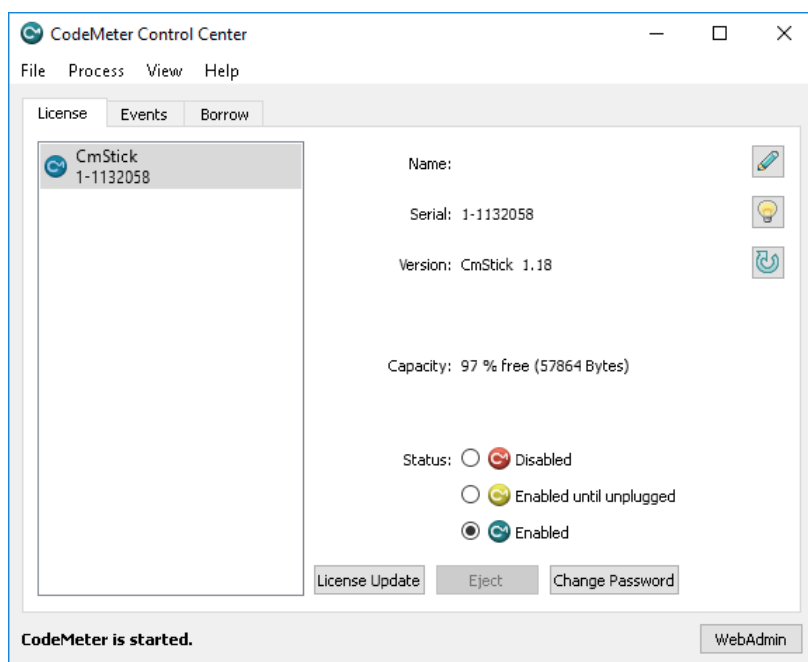 CodeMeter Control Center
File Process View Help
License Events Borrow
CmStick
1-1132058
Name:
Serial: 1-1132058
Version: CmStick 1.18
Capacity: 97 % free (57864 Bytes)
Status: Disabled
Enabled until unplugged
Enabled
License Update Eject Change Password
CodeMeter is started. WebAdmin